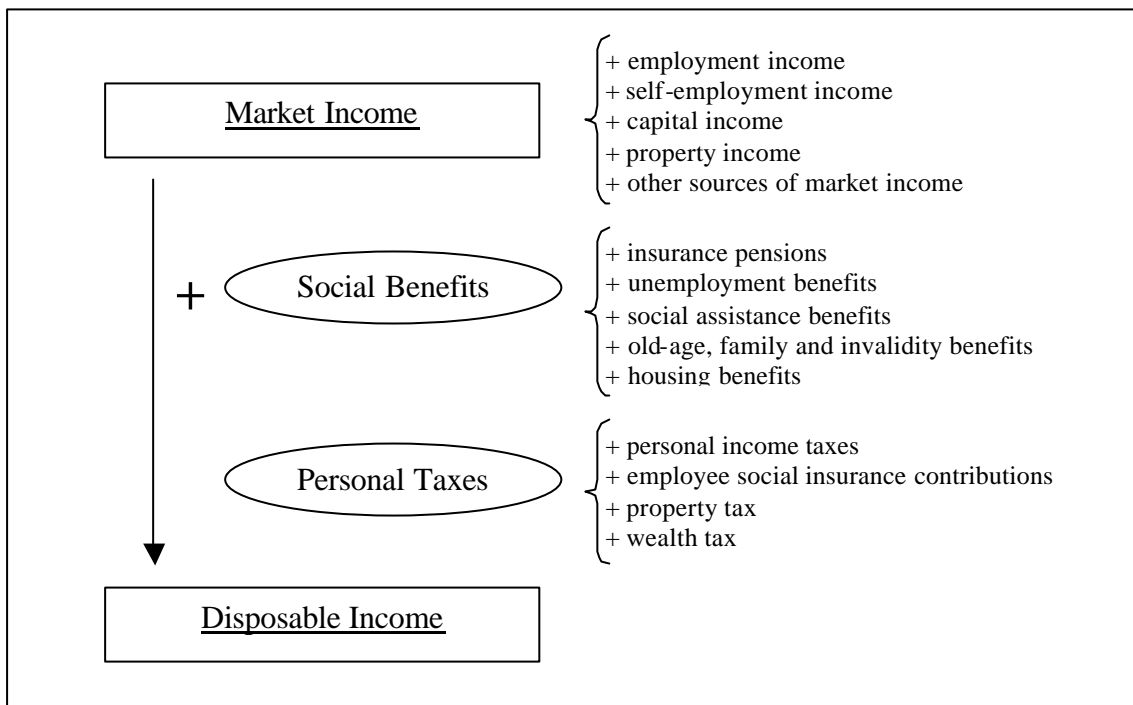 Market Income
+ employment income
+ self-employment income
+ capital income
+ property income
+ other sources of market income
+
Social Benefits
+ insurance pensions
+ unemployment benefits
+ social assistance benefits
+ old-age, family and invalidity benefits
+ housing benefits
Personal Taxes
+ personal income taxes
+ employee social insurance contributions
+ property tax
+ wealth tax
Disposable Income